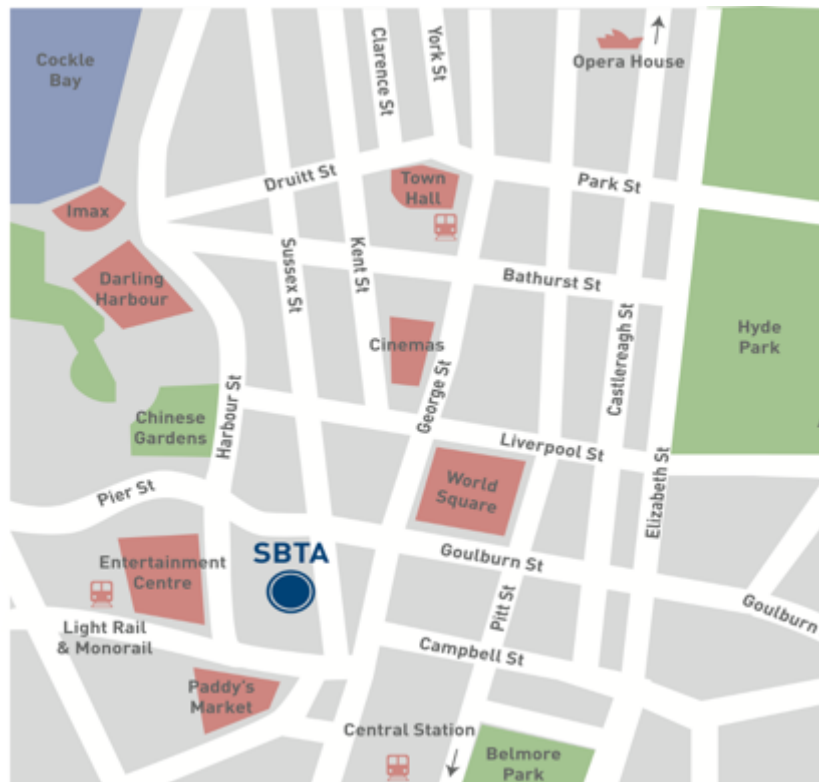 Cockle
Bay
Clarence St
York St
Opera House
Druitt St
Town
Hall
Park St
Imax
Darling
Harbour
Sussex St
Kent St
Bathurst St
Castlereagh St
Hyde
Park
Cinemas
George St
Chinese
Gardens
Harbour St
Liverpool St
Elizabeth St
Pier St
World
Square
SBTA
Entertainment
Centre
Goulburn St
Pitt St
Goulburn
Light Rail
& Monorail
Campbell St
Paddy's
Market
Central Station
Belmore
Park